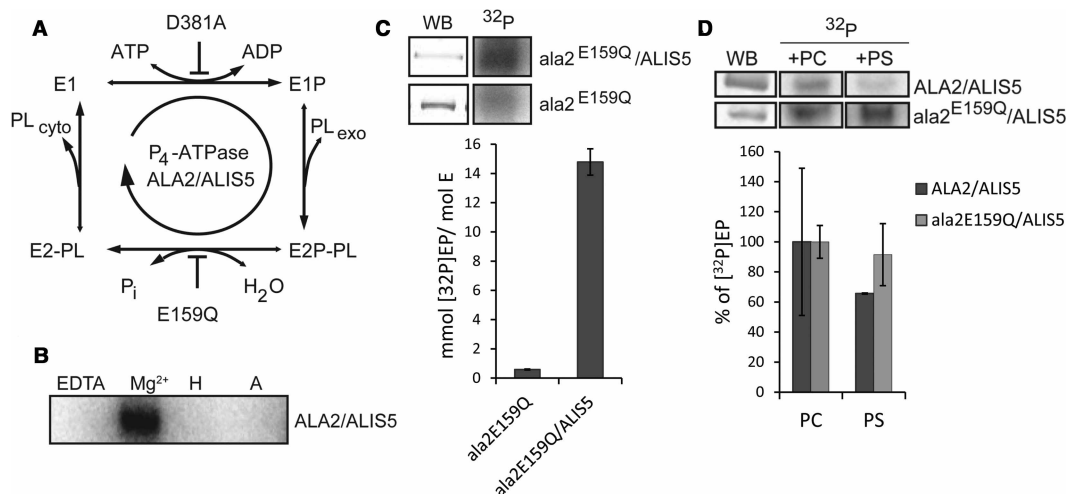 A
D381A
ATP
ADP
E1
E1P
PL cyto
PL exo
P4-ATPase
ALA2/ALIS5
E2-PL
E2P-PL
Pi
H2O
E159Q
B
EDTA Mg2+ H A
ALA2/ALIS5
C
WB 32P
ala2E159Q/ALIS5
ala2E159Q
mmol [32P]EP/ mol E
16
14
12
10
8
6
4
2
0
ala2E159Q
ala2E159Q/ALIS5
D
32P
WB +PC +PS
ALA2/ALIS5
ala2E159Q/ALIS5
% of [32P]EP
160
140
120
100
80
60
40
20
0
PC PS
ALA2/ALIS5
ala2E159Q/ALIS5